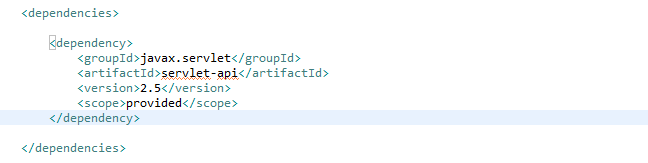 <dependencies>
<dependency>
<groupId>javax.servlet</groupId>
<artifactId>servlet-api</artifactId>
<version>2.5</version>
<scope>provided</scope>
</dependency>
</dependencies>